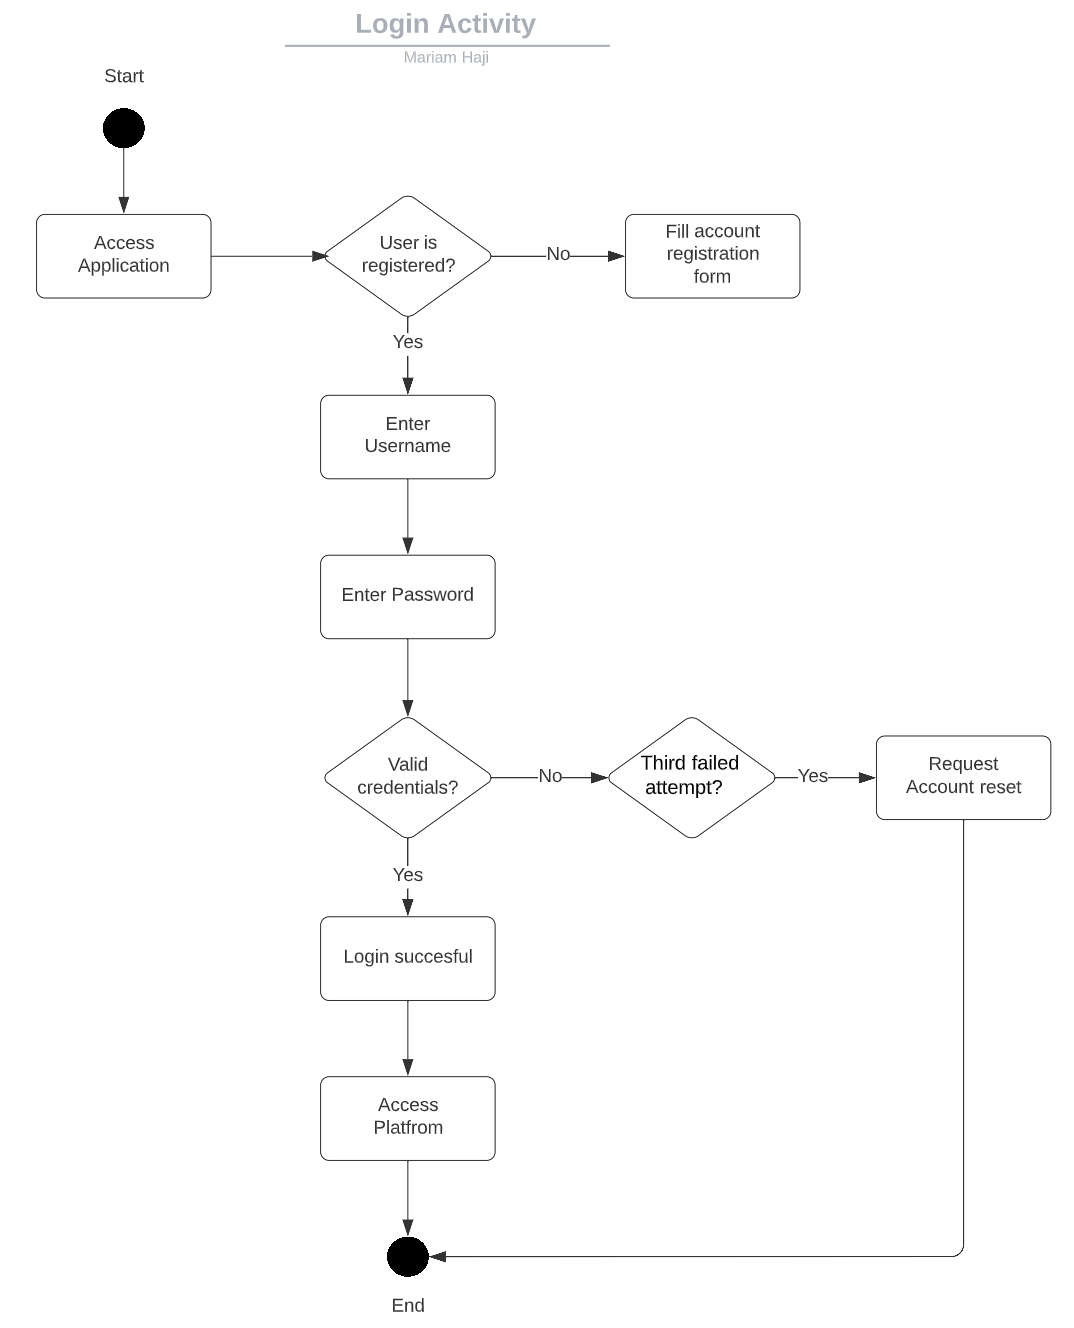 Login Activity
Mariam Haji
Start
Access
Application
User is
registered?
No
Fill account
registration
form
Yes
Enter
Username
Enter Password
Valid
credentials?
No
Third failed
attempt?
Yes
Request
Account reset
Yes
Login succesful
Access
Platfrom
End